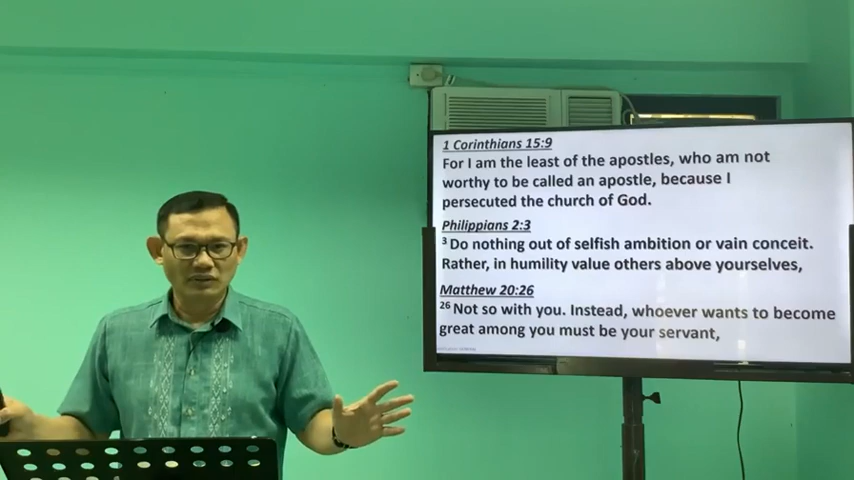 1 Corinthians 15:9
For I am the least of the apostles, who am not
worthy to be called an apostle, because I
persecuted the church of God.
Philippians 2:3
3 Do nothing out of selfish ambition or vain conceit.
Rather, in humility value others above yourselves,
Matthew 20:26
26 Not so with you. Instead, whoever wants to become
great among you must be your servant,